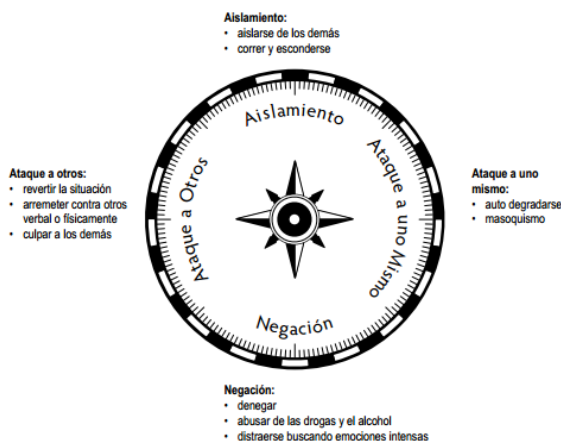 Aislamiento:
• aislarse de los demás
• correr y esconderse
Aislamiento
Ataque a Otros
Ataque a uno Mismo
Negación
Ataque a otros:
• revertir la situación
• arremeter contra otros
verbal o físicamente
• culpar a los demás
Ataque a uno
mismo:
• auto degradarse
• masoquismo
Negación:
• denegar
• abusar de las drogas y el alcohol
• distraerse buscando emociones intensas